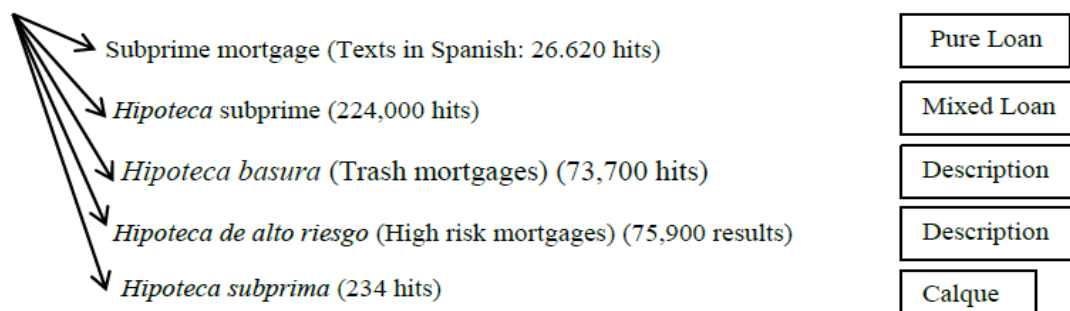 Subprime mortgage (Texts in Spanish: 26.620 hits) Pure Loan
Hipoteca subprime (224,000 hits) Mixed Loan
Hipoteca basura (Trash mortgages) (73,700 hits) Description
Hipoteca de alto riesgo (High risk mortgages) (75,900 results) Description
Hipoteca subprima (234 hits) Calque